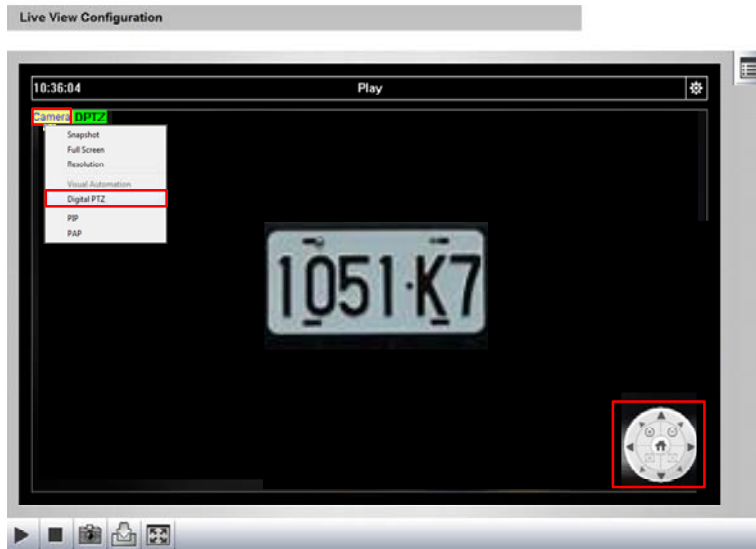 Live View Configuration
10:36:04 Play
Camera DPTZ
Snapshot
Full Screen
Resolution
Visual Automation
Digital PTZ
PIP
PAP
1051·K7